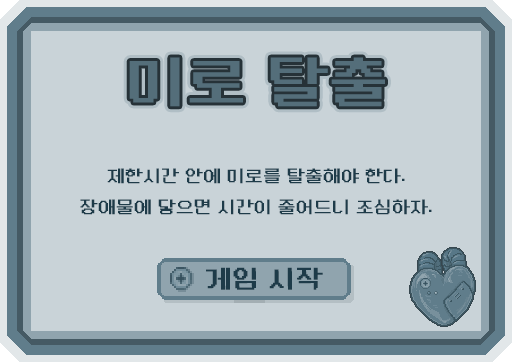 미로 탈출
제한시간 안에 미로를 탈출해야 한다.
장애물에 닿으면 시간이 줄어드니 조심하자.
게임 시작